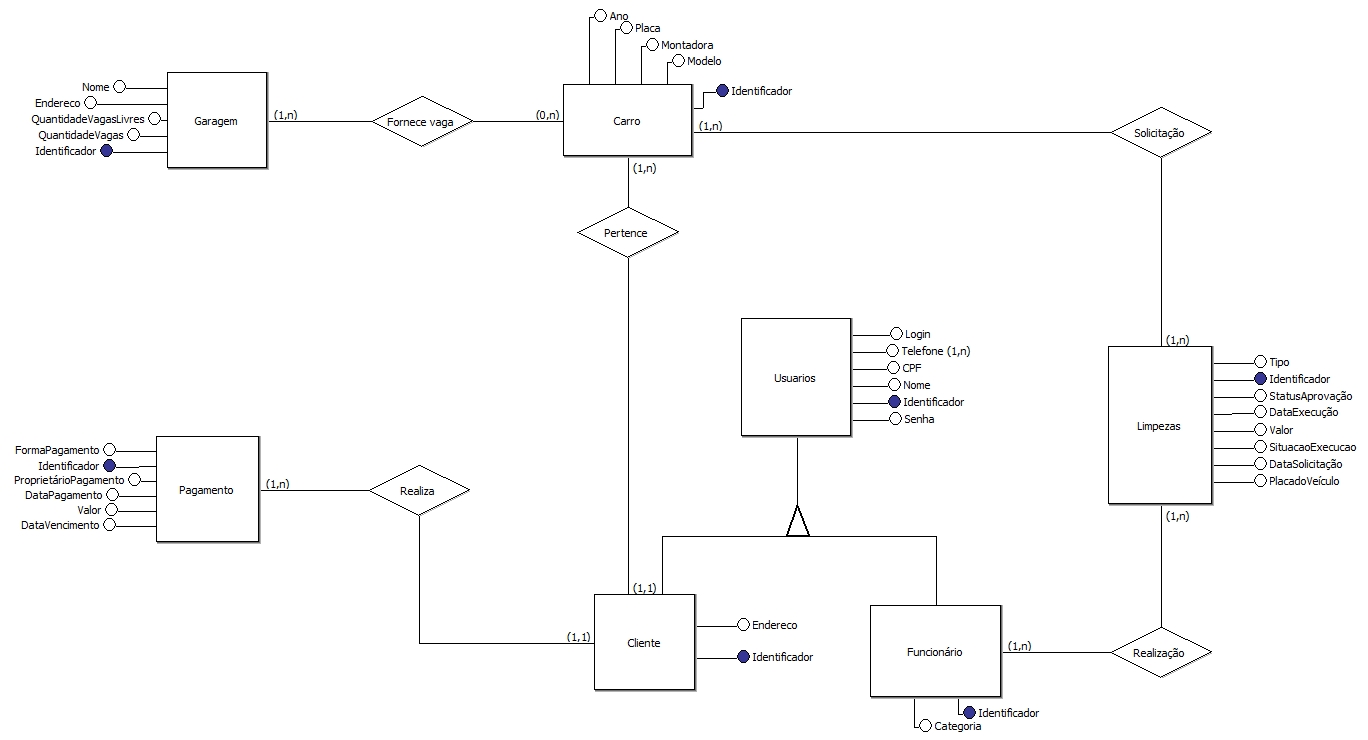 Ano
Placa
Montadora
Modelo
Identificador
Carro
(0,n)
(1,n)
(1,n)
Nome
Endereco
QuantidadeVagasLivres
QuantidadeVagas
Identificador
Garagem
(1,n)
Fornece vaga
Solicitação
Pertence
Usuarios
Login
Telefone (1,n)
CPF
Nome
Identificador
Senha
(1,n)
Limpezas
Tipo
Identificador
StatusAprovação
DataExecução
Valor
SituacaoExecucao
DataSolicitação
PlacadoVeículo
(1,n)
FormaPagamento
Identificador
ProprietárioPagamento
DataPagamento
Valor
DataVencimento
Pagamento
(1,n)
Realiza
(1,1)
(1,1)
Cliente
Endereco
Identificador
Funcionário
(1,n)
Realização
Identificador
Categoria